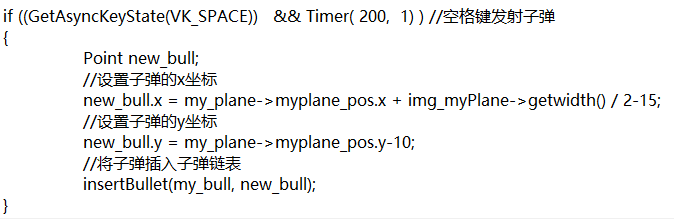 if ((GetAsyncKeyState(VK_SPACE))   && Timer( 200,  1) ) //空格键发射子弹
{
Point new_bull;
//设置子弹的x坐标
new_bull.x = my_plane->myplane_pos.x + img_myPlane->getwidth() / 2-15;
//设置子弹的y坐标
new_bull.y = my_plane->myplane_pos.y-10;
//将子弹插入子弹链表
insertBullet(my_bull, new_bull);
}